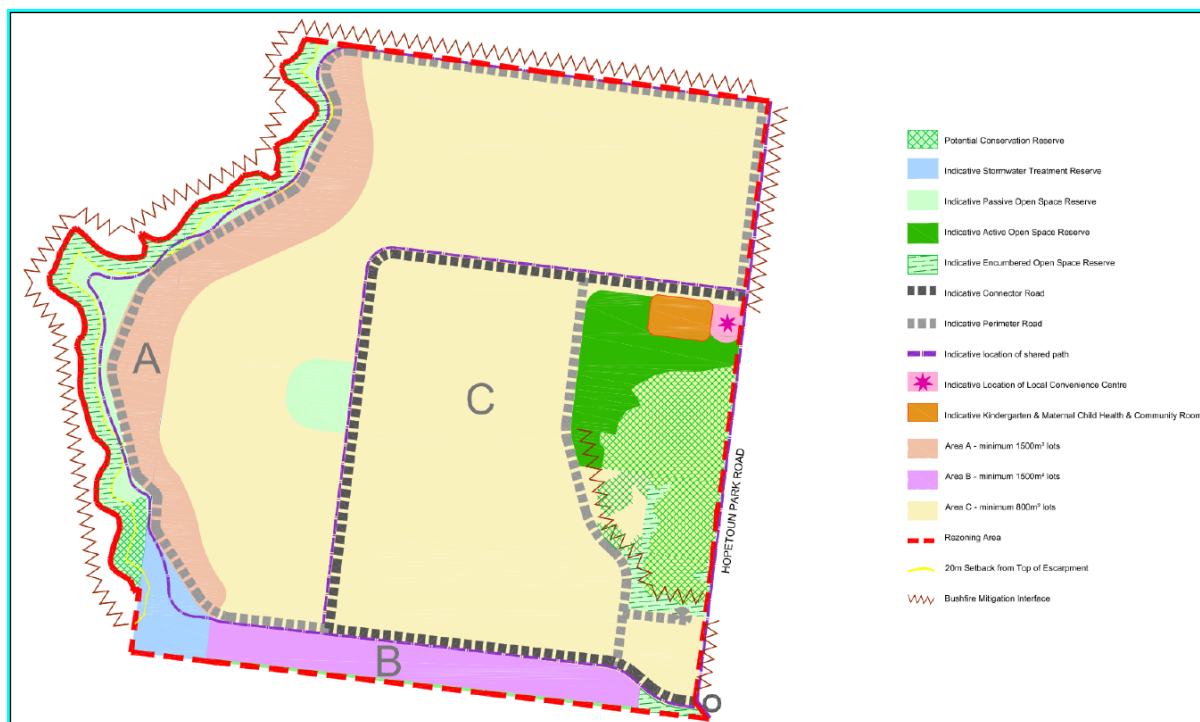 A
C
B
HOPETOUN PARK ROAD
Potential Conservation Reserve
Indicative Stormwater Treatment Reserve
Indicative Passive Open Space Reserve
Indicative Active Open Space Reserve
Indicative Encumbered Open Space Reserve
Indicative Connector Road
Indicative Perimeter Road
Indicative location of shared path
Indicative Location of Local Convenience Centre
Indicative Kindergarten & Maternal Child Health & Community Room
Area A - minimum 1500m² lots
Area B - minimum 1500m² lots
Area C - minimum 800m² lots
Rezoning Area
20m Setback from Top of Escarpment
Bushfire Mitigation Interface